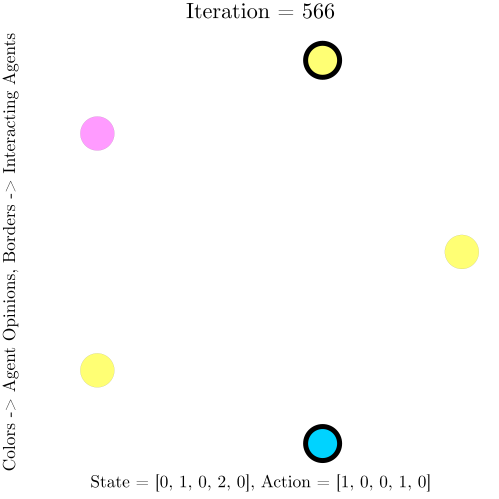 Iteration = 566
Colors -> Agent Opinions, Borders -> Interacting Agents
State = [0, 1, 0, 2, 0], Action = [1, 0, 0, 1, 0]